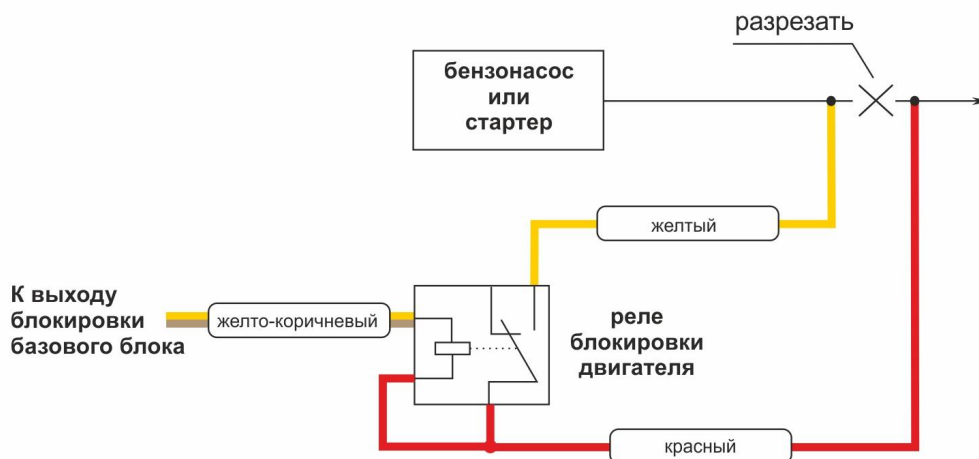 разрезать
бензонасос
или
стартер
желтый
К выходу
блокировки
базового блока
желто-коричневый
реле
блокировки
двигателя
красный